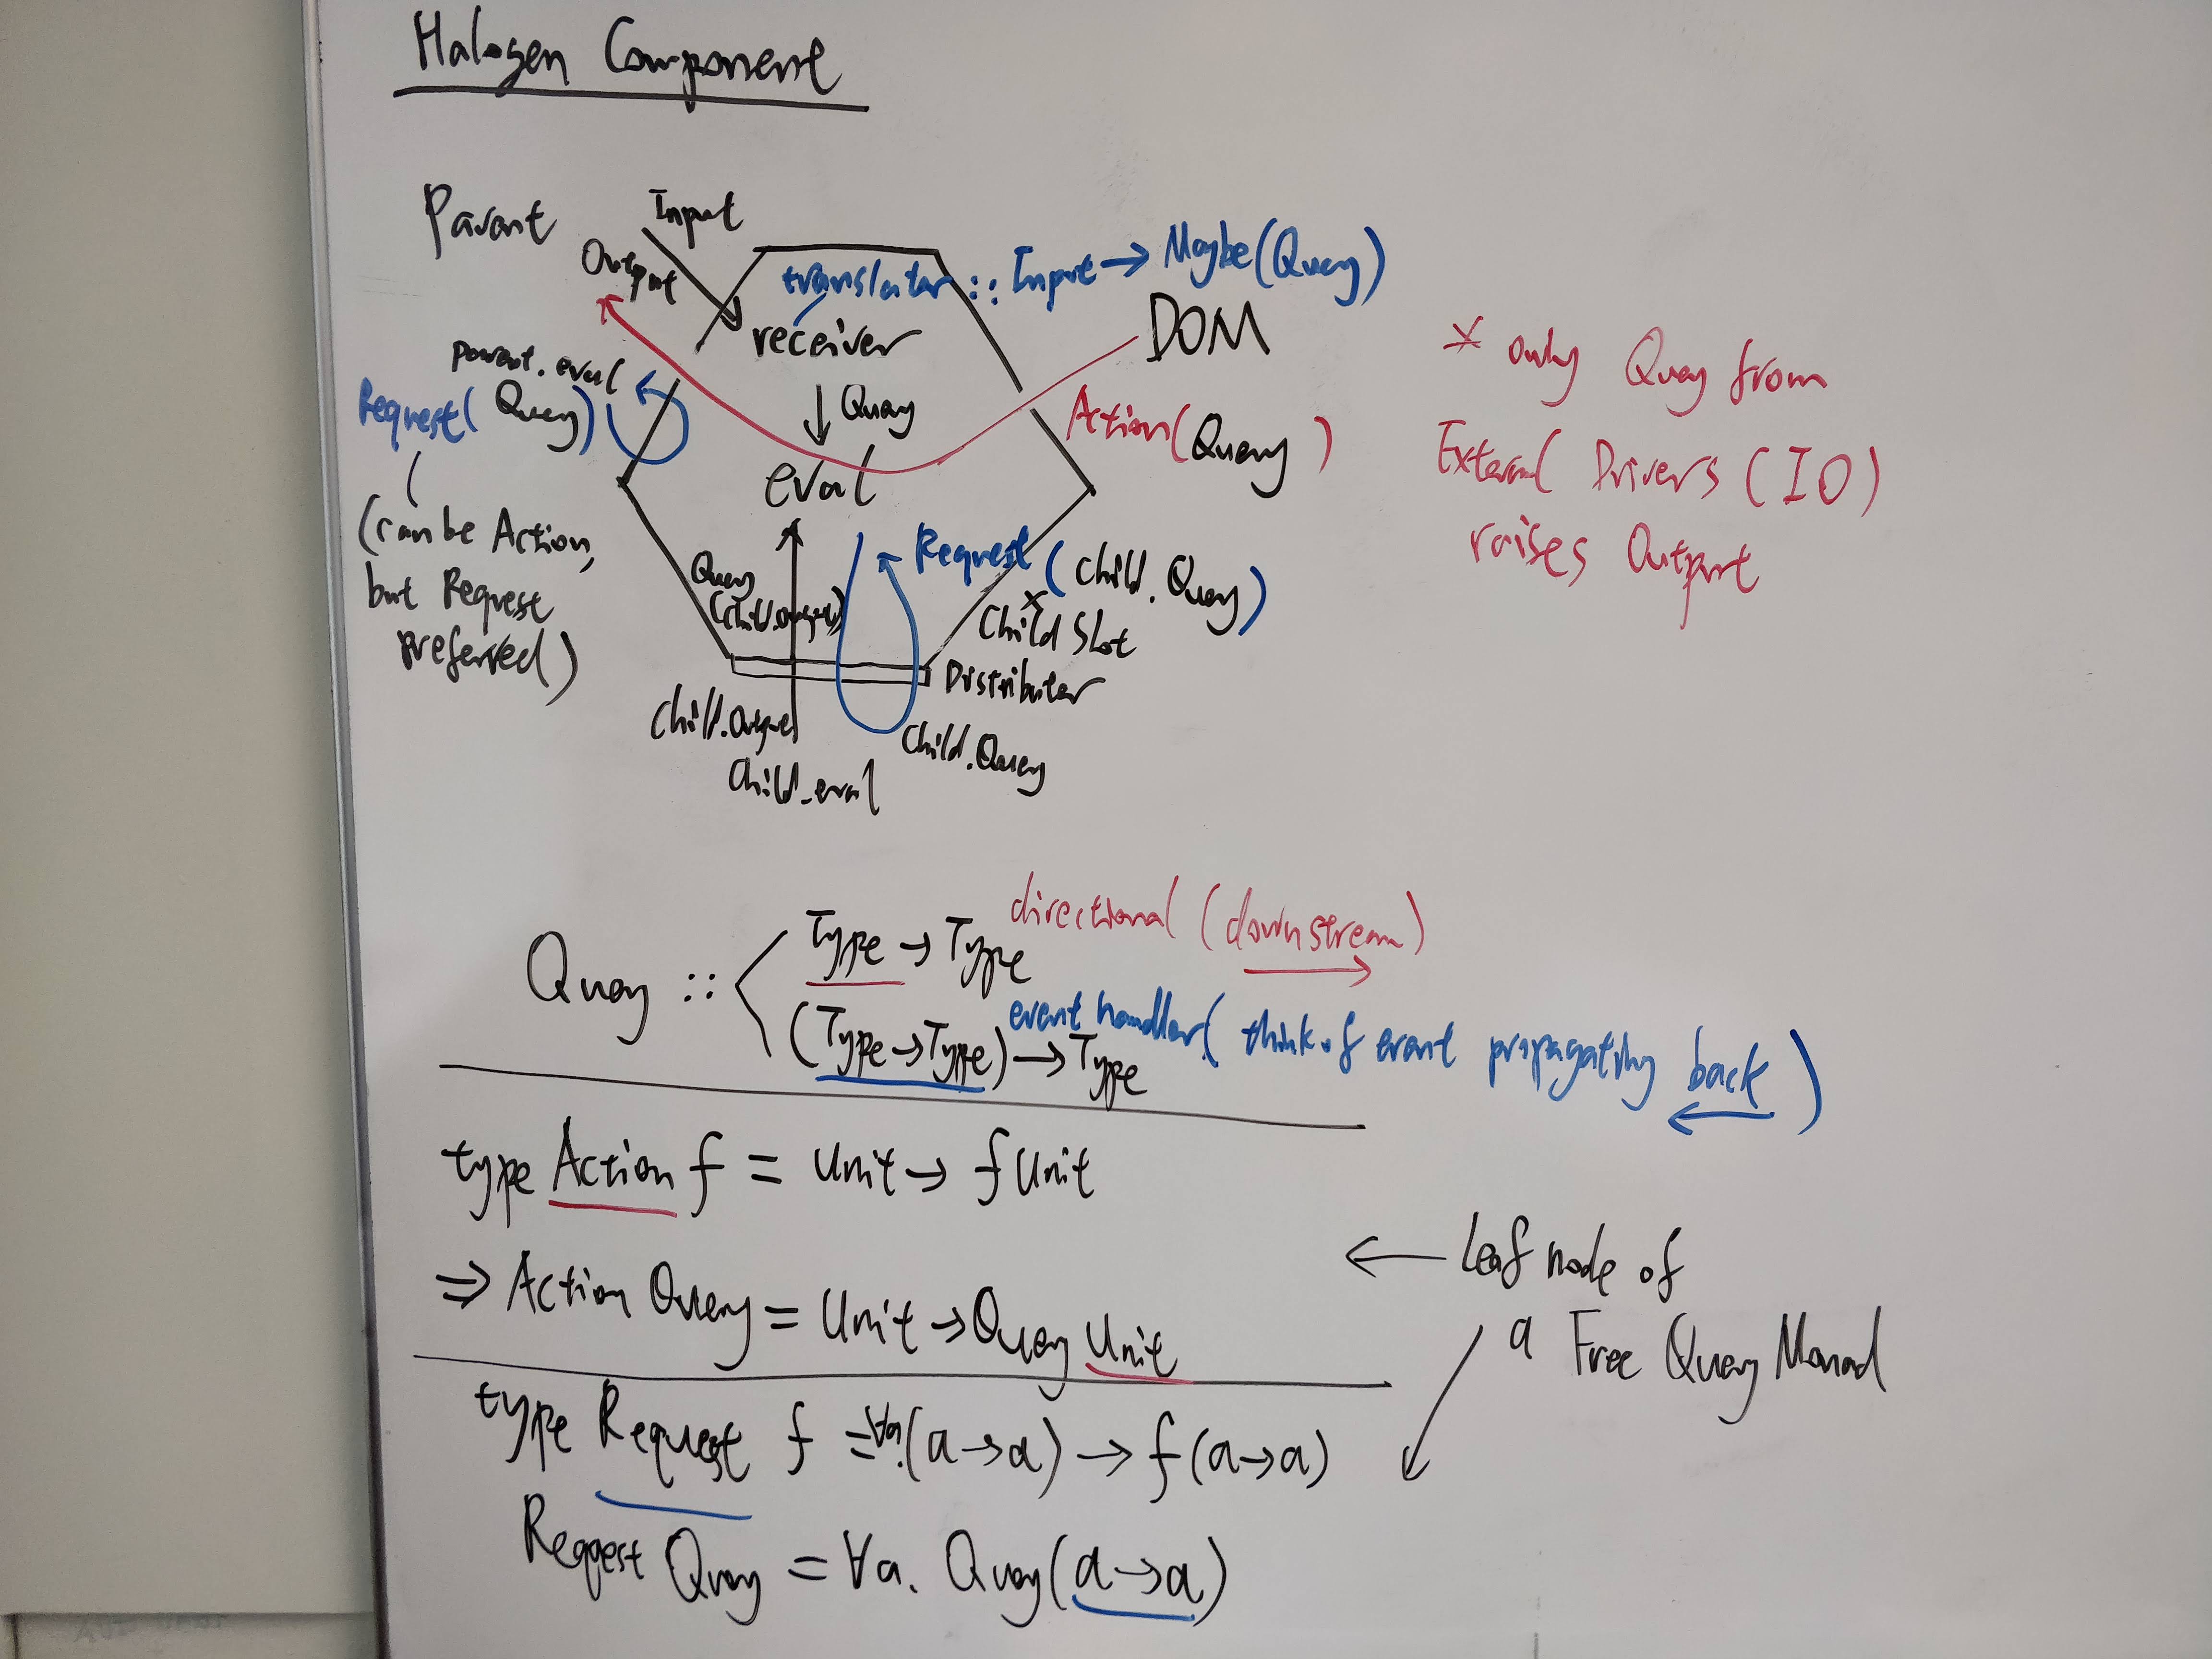 Halogen Component
Parent
Input
Output
translator :: Input → Maybe(Query)
receiver
DOM
parent.eval
Request( Query )
↓ Query
eval
Action( Query )
(can be Action,
but Request
preferred)
* only Query from
External Drivers (IO)
raises Output
Query
(child.output)
Request (child.Query)
x
Child Slot
Distributer
Child.Output
Child.eval
Child.Query
Query :: < Type → Type directional (downstream)
(Type→Type)→Type event handler( think of event propagating back )
type Action f = Unit → f Unit
⇒ Action Query = Unit → Query Unit
← Leaf node of
a Free Query Monad
type Request f = ∀a.(a→a) → f(a→a)
Request Query = ∀a. Query(a→a)